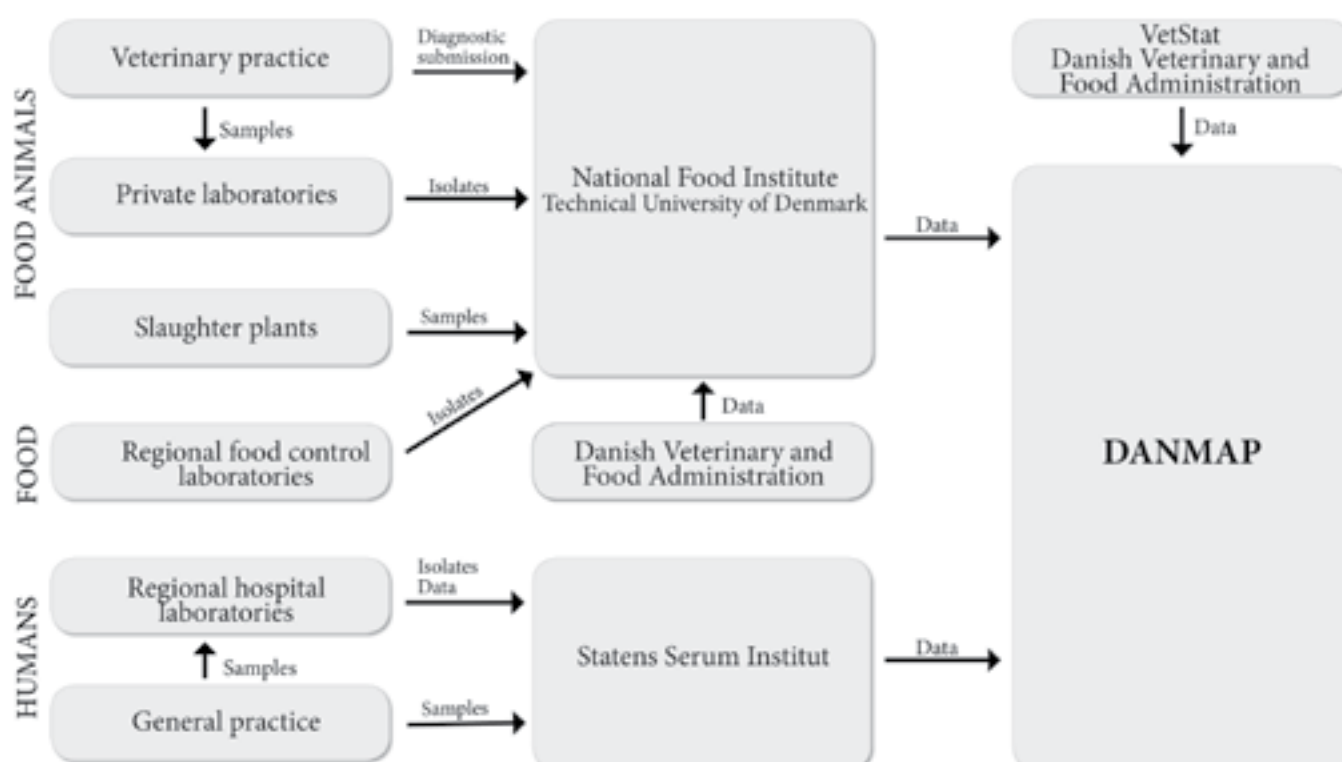 FOOD ANIMALS
Veterinary practice
Diagnostic
submission
Samples
Private laboratories
Isolates
Slaughter plants
Samples
National Food Institute
Technical University of Denmark
Data
VetStat
Danish Veterinary and
Food Administration
Data
DANMAP
FOOD
Regional food control
laboratories
Isolates
Data
Danish Veterinary and
Food Administration
HUMANS
Regional hospital
laboratories
Isolates
Data
Samples
General practice
Samples
Statens Serum Institut
Data